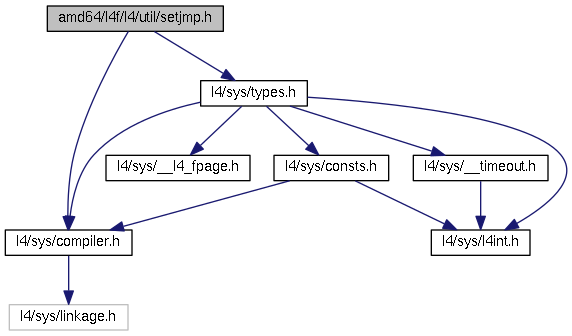 amd64/l4f/l4/util/setjmp.h
l4/sys/types.h
l4/sys/__l4_fpage.h
l4/sys/consts.h
l4/sys/__timeout.h
l4/sys/compiler.h
l4/sys/l4int.h
l4/sys/linkage.h